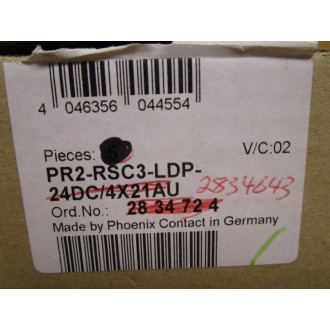 4 046356 044554
Pieces: 5 V/C:02
PR2-RSC3-LDP-
24DC/4X21AU 2834643
Ord.No.: 28 34 72 4
Made by Phoenix Contact in Germany